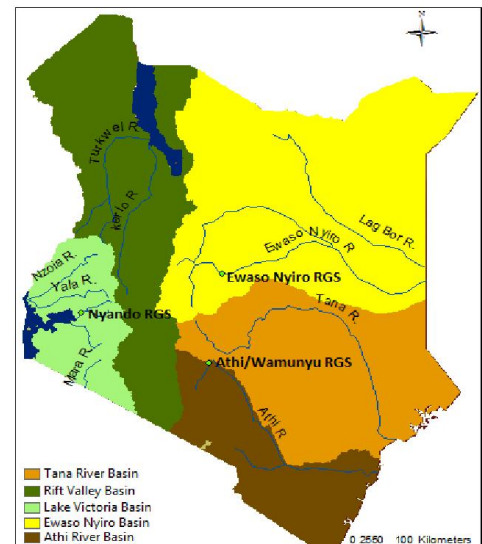 N
Turkwel R.
kerio R.
Lag Bor R.
Ewaso Nyiro R
Nzoia R.
Yala R.
Ewaso Nyiro RGS
Tana R.
Nyando RGS
Mara R.
Athi/Wamunyu RGS
Athi R
Tana River Basin
Rift Valley Basin
Lake Victoria Basin
Ewaso Nyiro Basin
Athi River Basin
0 2550 100 Kilometers